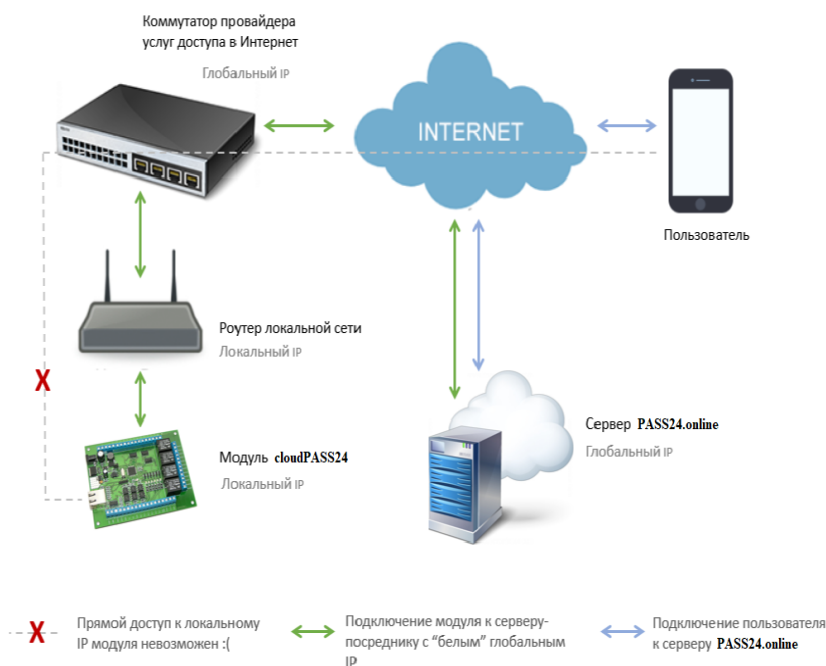 Коммутатор провайдера
услуг доступа в Интернет
Глобальный IP
INTERNET
Пользователь
Роутер локальной сети
Локальный IP
Модуль cloudPASS24
Локальный IP
Сервер PASS24.online
Глобальный IP
X
X
Прямой доступ к локальному
IP модуля невозможен :(
Подключение модуля к серверу-
посреднику с “белым” глобальным
IP
Подключение пользователя
к серверу PASS24.online